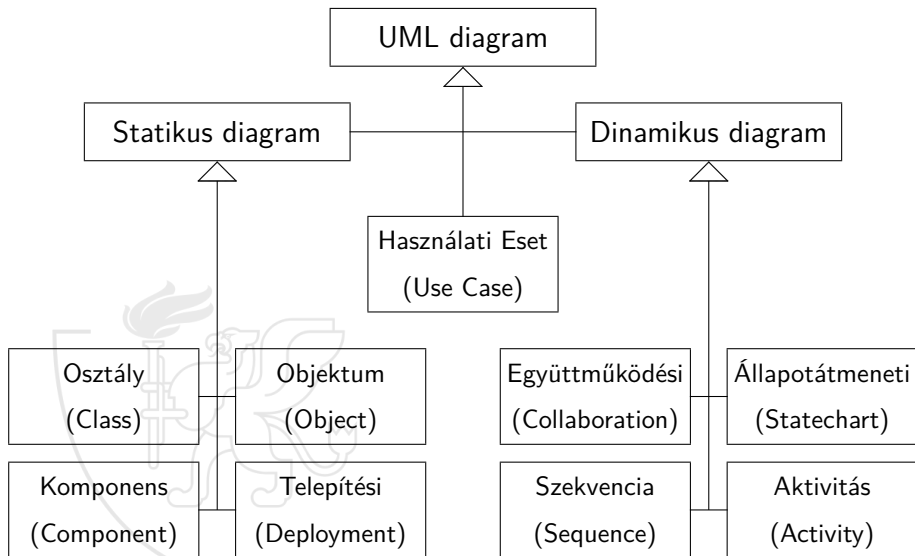 UML diagram
Statikus diagram
Dinamikus diagram
Használati Eset
(Use Case)
Osztály
(Class)
Objektum
(Object)
Együttműködési
(Collaboration)
Állapotátmeneti
(Statechart)
Komponens
(Component)
Telepítési
(Deployment)
Szekvencia
(Sequence)
Aktivitás
(Activity)